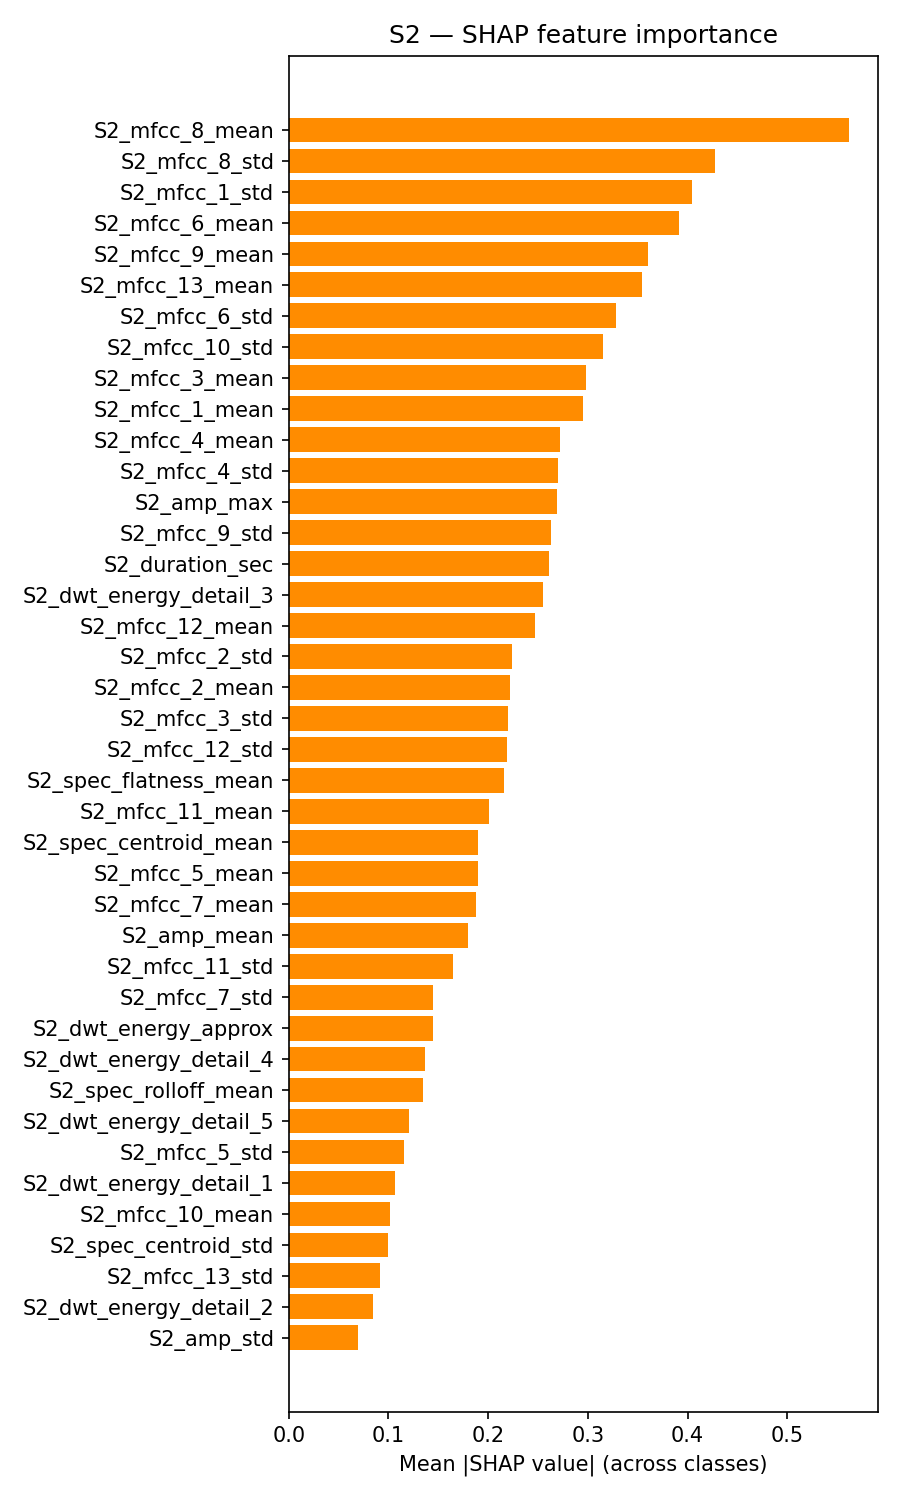 S2 — SHAP feature importance
S2_mfcc_8_mean
S2_mfcc_8_std
S2_mfcc_1_std
S2_mfcc_6_mean
S2_mfcc_9_mean
S2_mfcc_13_mean
S2_mfcc_6_std
S2_mfcc_10_std
S2_mfcc_3_mean
S2_mfcc_1_mean
S2_mfcc_4_mean
S2_mfcc_4_std
S2_amp_max
S2_mfcc_9_std
S2_duration_sec
S2_dwt_energy_detail_3
S2_mfcc_12_mean
S2_mfcc_2_std
S2_mfcc_2_mean
S2_mfcc_3_std
S2_mfcc_12_std
S2_spec_flatness_mean
S2_mfcc_11_mean
S2_spec_centroid_mean
S2_mfcc_5_mean
S2_mfcc_7_mean
S2_amp_mean
S2_mfcc_11_std
S2_mfcc_7_std
S2_dwt_energy_approx
S2_dwt_energy_detail_4
S2_spec_rolloff_mean
S2_dwt_energy_detail_5
S2_mfcc_5_std
S2_dwt_energy_detail_1
S2_mfcc_10_mean
S2_spec_centroid_std
S2_mfcc_13_std
S2_dwt_energy_detail_2
S2_amp_std
0.0 0.1 0.2 0.3 0.4 0.5
Mean |SHAP value| (across classes)